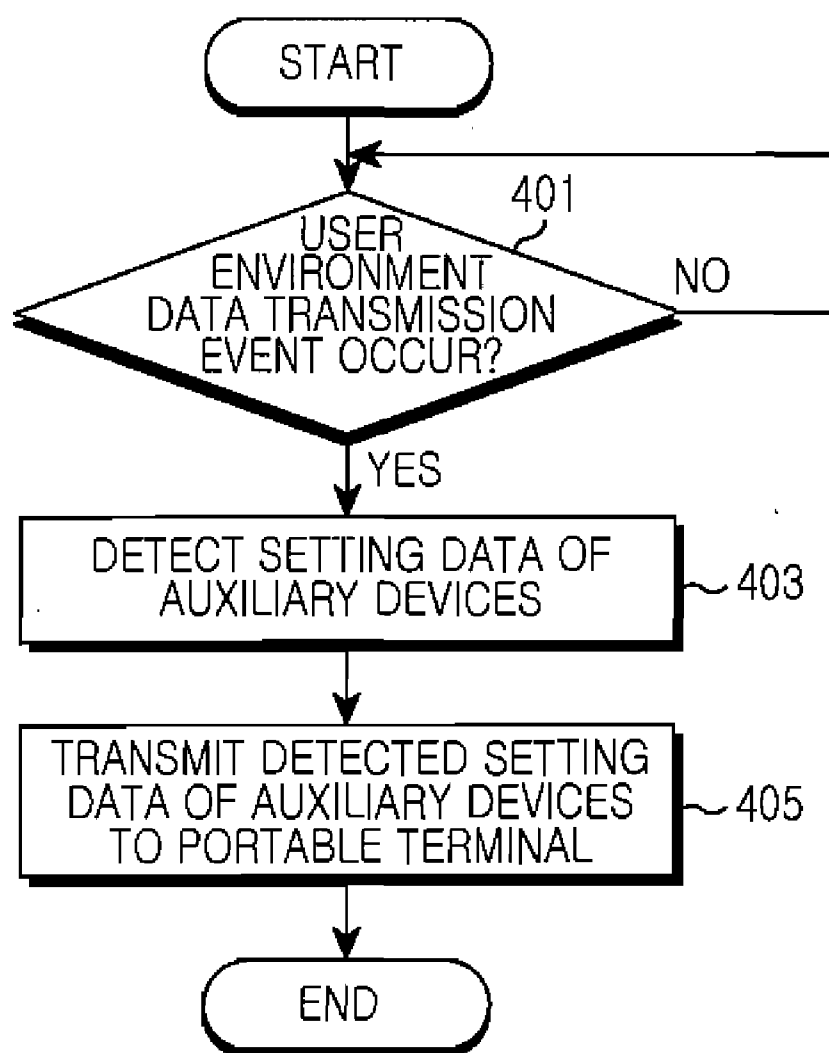 START
401
USER
ENVIRONMENT
DATA TRANSMISSION
EVENT OCCUR?
NO
YES
DETECT SETTING DATA OF
AUXILIARY DEVICES
403
TRANSMIT DETECTED SETTING
DATA OF AUXILIARY DEVICES
TO PORTABLE TERMINAL
405
END